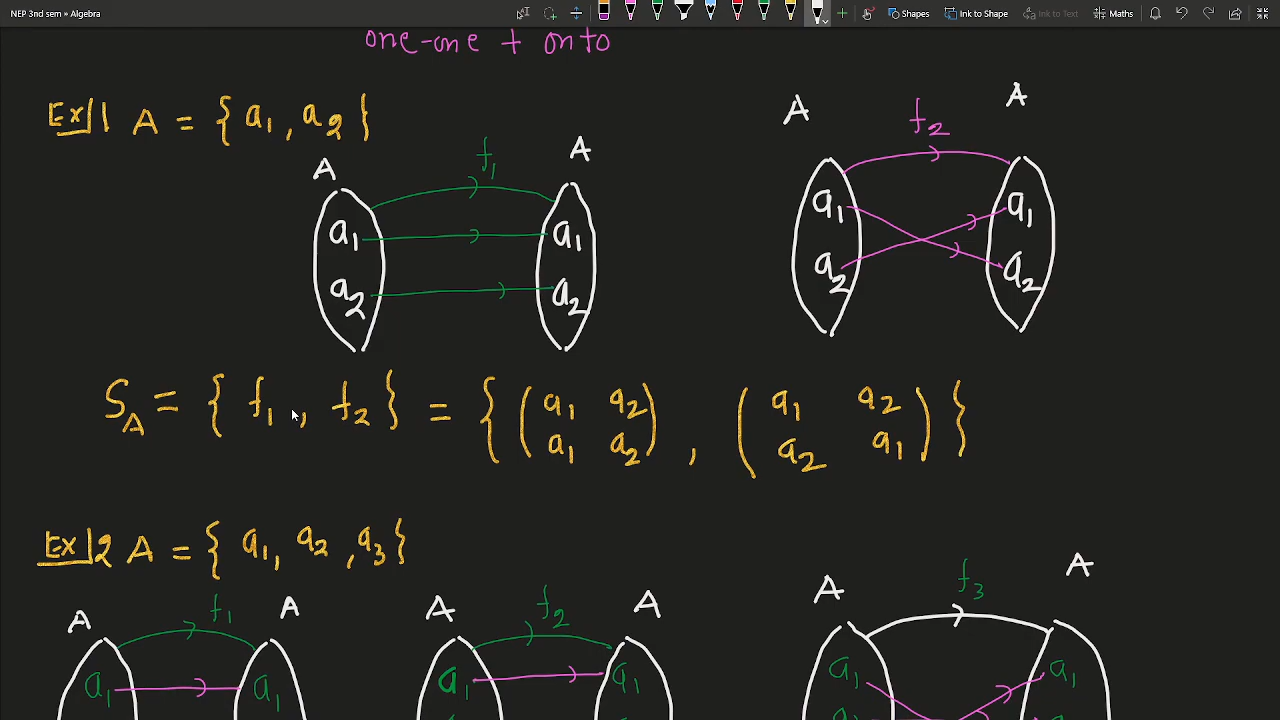 NEP 3nd sem » Algebra
Shapes Ink to Shape Ink to Text Maths
one-one + onto
Ex|1 A = { a₁, a₂ }
A f₁ A
a₁ a₁
a₂ a₂
A f₂ A
a₁ a₁
a₂ a₂
S_A = { f₁, f₂ } = { ( a₁ a₂
a₁ a₂ ) , ( a₁ a₂
a₂ a₁ ) }
Ex|2 A = { a₁, a₂, a₃ }
A f₁ A
a₁ a₁
A f₂ A
a₁ a₁
A f₃ A
a₁ a₁